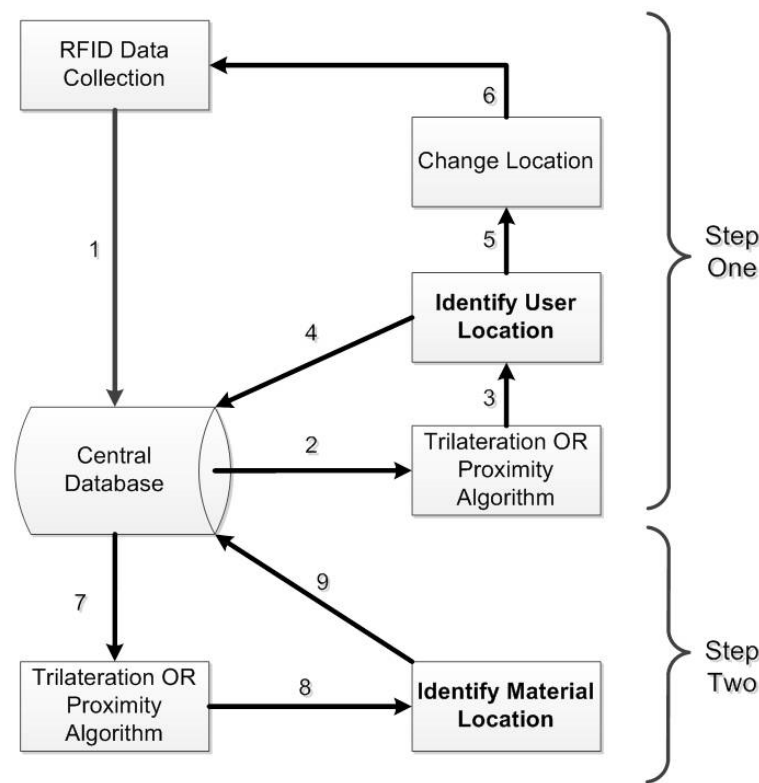 RFID Data
Collection
6
Change Location
1
5
Step
One
Identify User
Location
4
3
Central
Database
2
Trilateration OR
Proximity
Algorithm
7
9
Trilateration OR
Proximity
Algorithm
8
Identify Material
Location
Step
Two